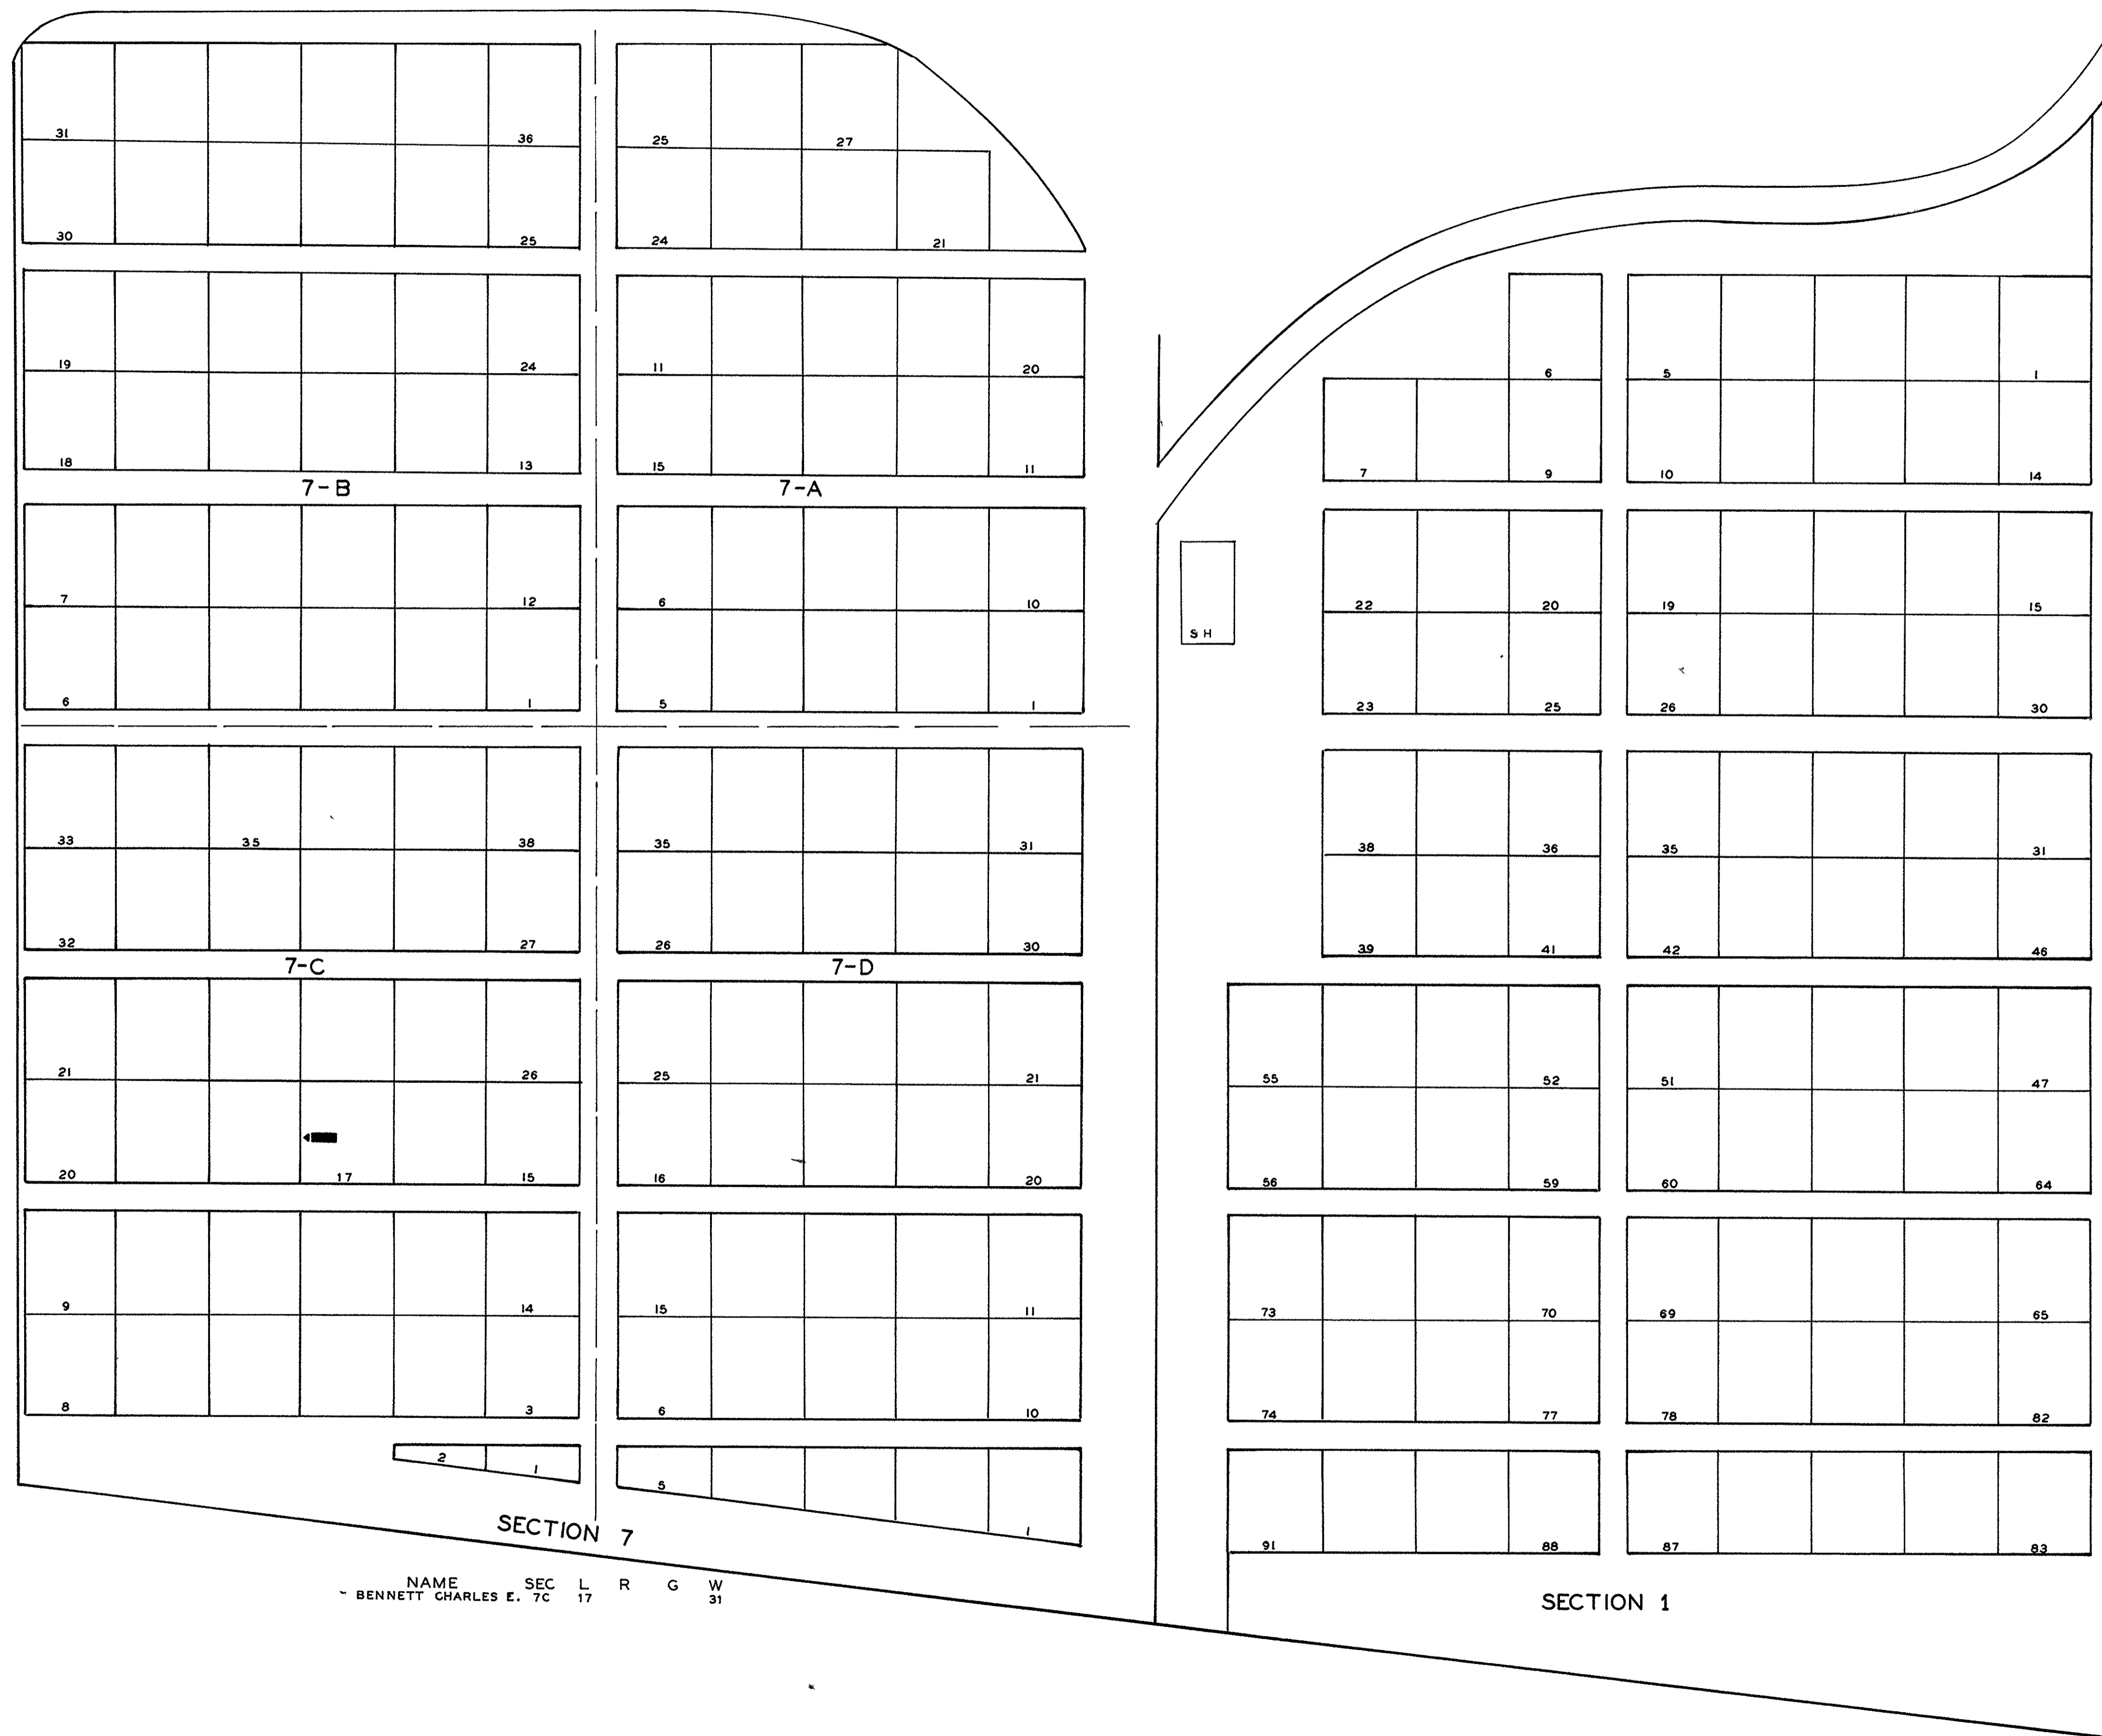 31 36 25 27
30 25 24 21
19 24 11 20 6 5 1
18 13 15 11 7 9 10 14
7-B 7-A
7 12 6 10 22 20 19 15
SH
6 1 5 1 23 25 26 30
33 35 38 35 31 38 36 35 31
32 27 26 30 39 41 42 46
7-C 7-D
21 26 25 21 55 52 51 47
20 17 15 16 20 56 59 60 64
9 14 15 11 73 70 69 65
8 3 6 10 74 77 78 82
2 1 5 1 91 88 87 83
SECTION 7
SECTION 1
NAME SEC L R G W
BENNETT CHARLES E. 7C 17 31